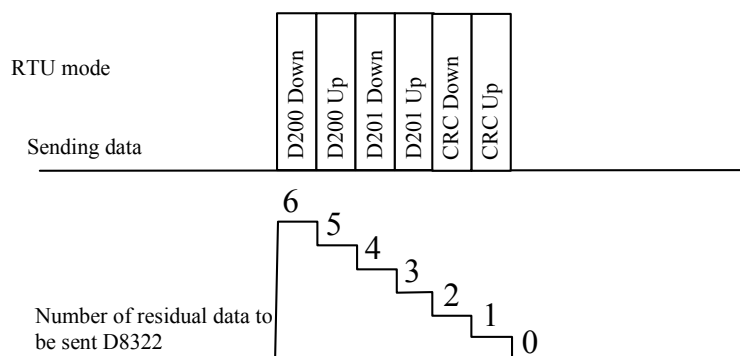 RTU mode
D200 Down
D200 Up
D201 Down
D201 Up
CRC Down
CRC Up
Sending data
6
5
4
3
2
1
0
Number of residual data to
be sent D8322